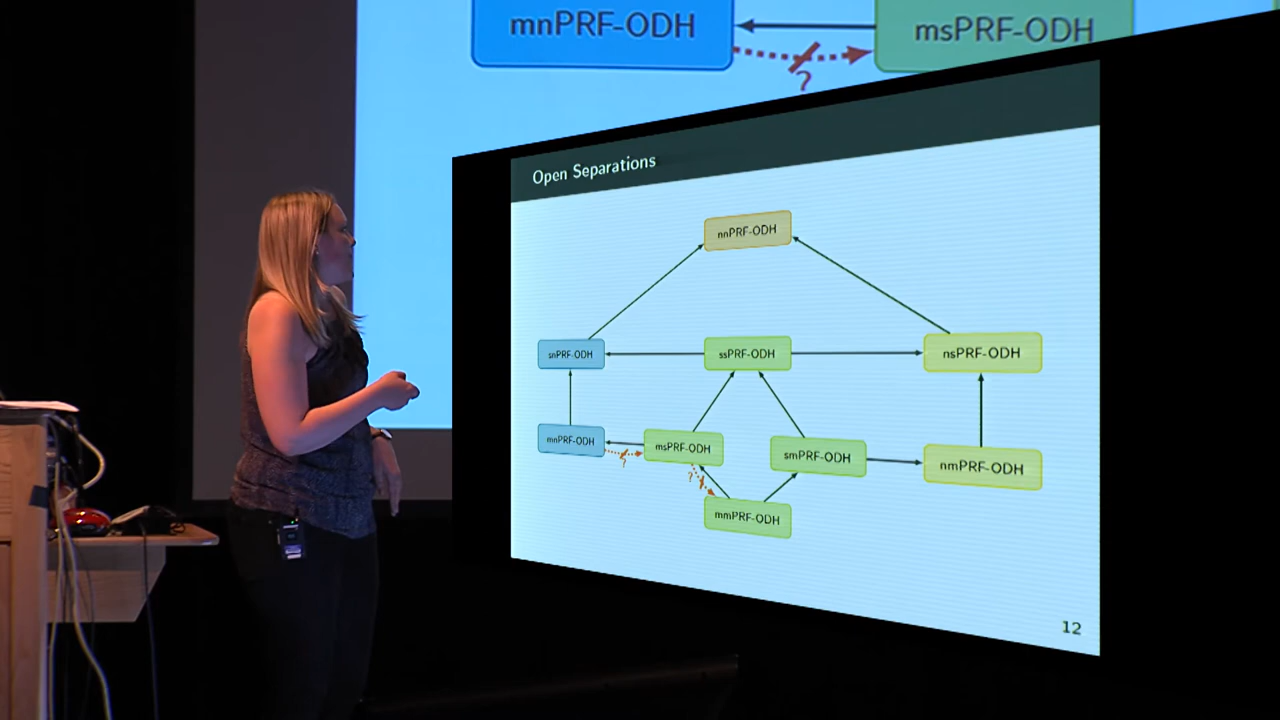 mnPRF-ODH
msPRF-ODH
?
Open Separations
nnPRF-ODH
snPRF-ODH
ssPRF-ODH
nsPRF-ODH
mnPRF-ODH
msPRF-ODH
smPRF-ODH
nmPRF-ODH
?
?
mmPRF-ODH
12